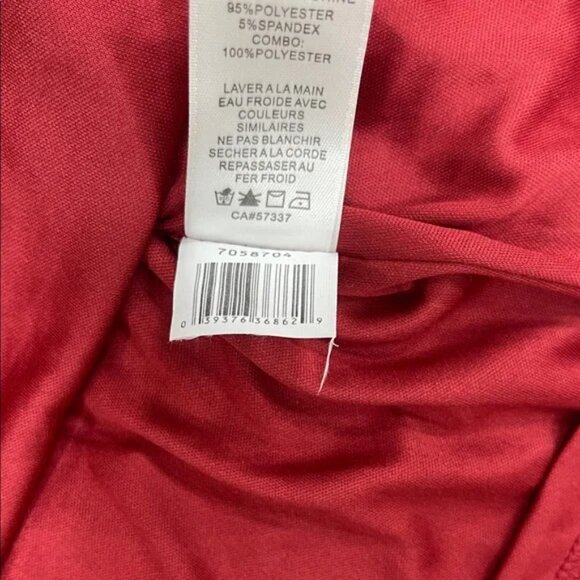 95%POLYESTER
5%SPANDEX
COMBO:
100%POLYESTER
LAVER A LA MAIN
EAU FROIDE AVEC
COULEURS
SIMILAIRES
NE PAS BLANCHIR
SECHER A LA CORDE
REPASSAGER AU
FER FROID
CA#57337
7058704
0 39376 36862 9